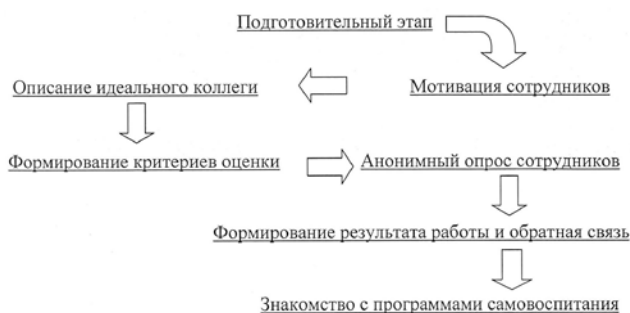 Подготовительный этап
Мотивация сотрудников
Описание идеального коллеги
Формирование критериев оценки
Анонимный опрос сотрудников
Формирование результата работы и обратная связь
Знакомство с программами самовоспитания